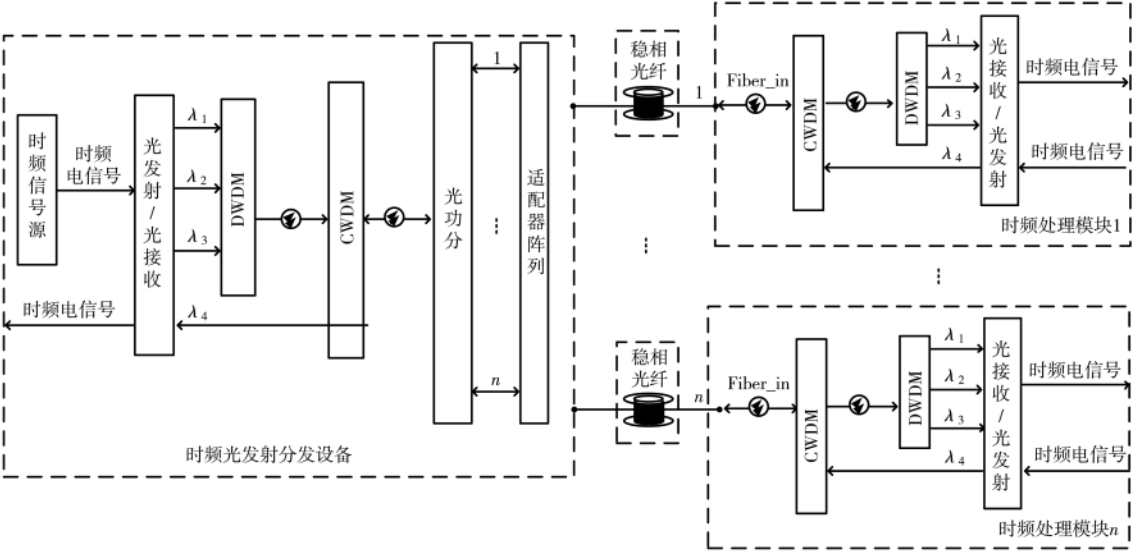 时频信号源
时频
电信号
光发射/光接收
λ1
λ2
λ3
λ4
DWDM
CWDM
光功分
1
n
适配器阵列
时频电信号
时频光发射分发设备
稳相
光纤
1
Fiber_in
CWDM
DWDM
λ1
λ2
λ3
λ4
光接收/光发射
时频电信号
时频电信号
时频处理模块1
稳相
光纤
n
Fiber_in
CWDM
DWDM
λ1
λ2
λ3
λ4
光接收/光发射
时频电信号
时频电信号
时频处理模块n